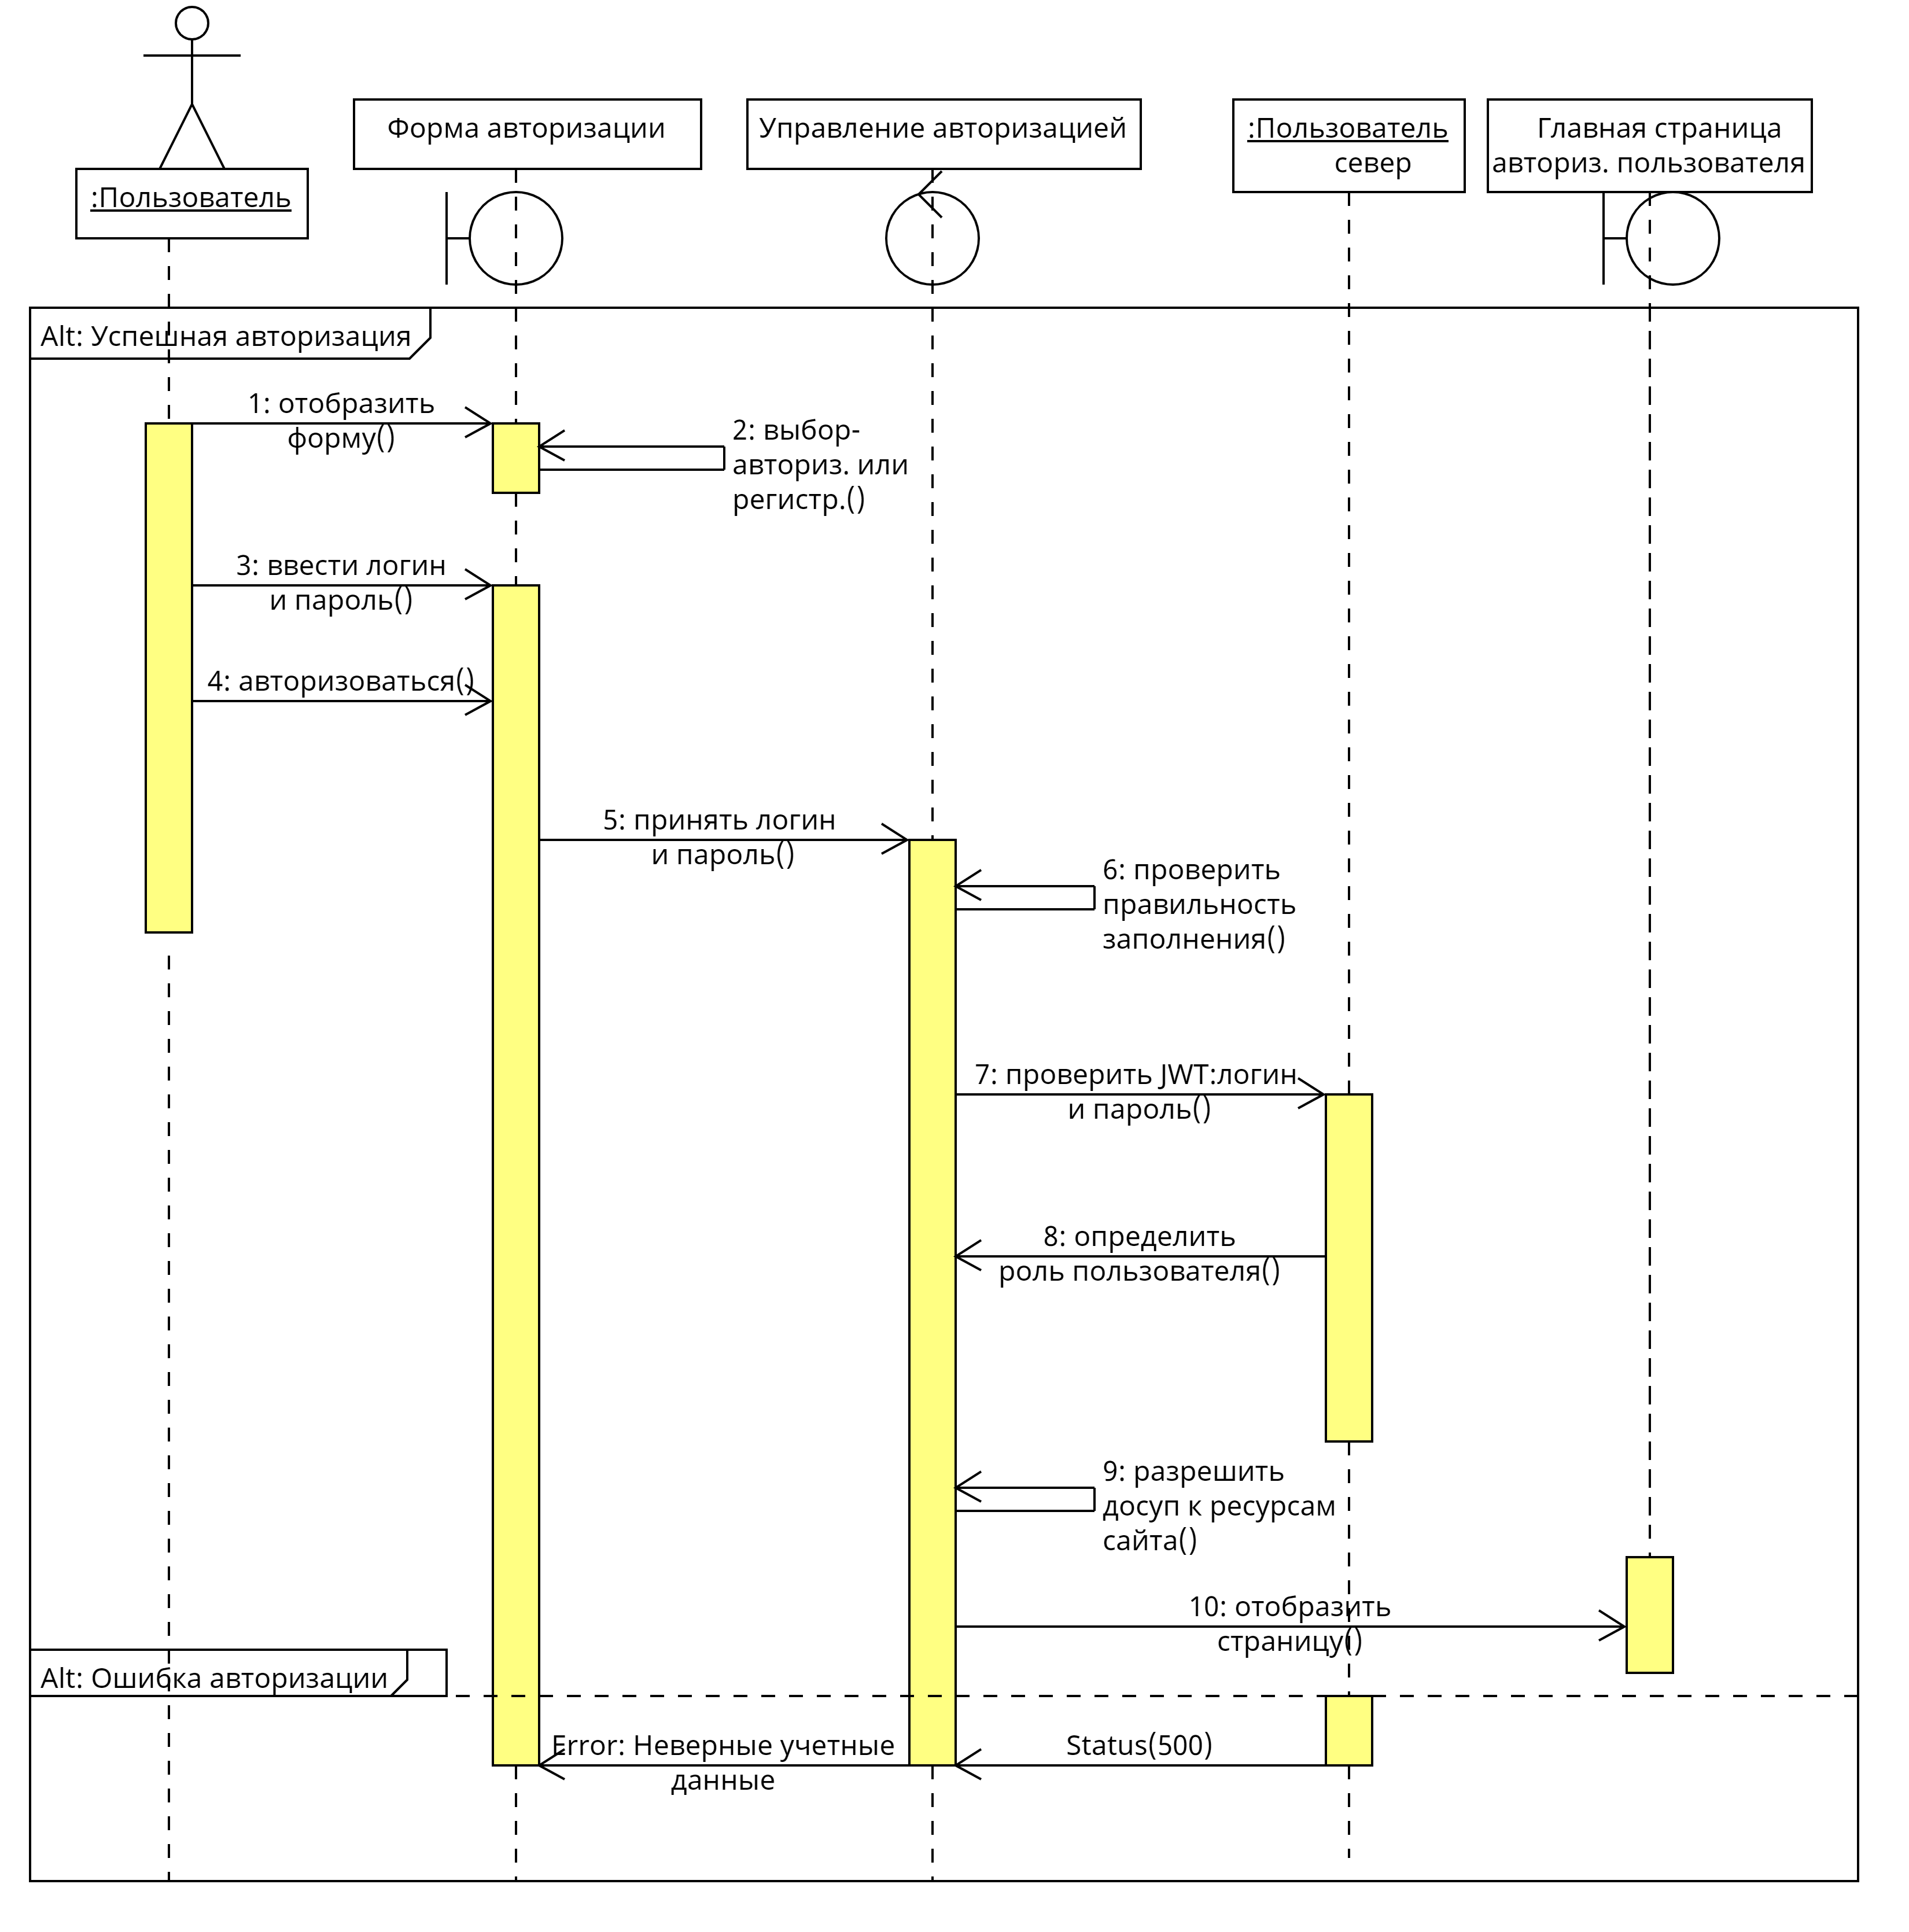 :Пользователь
Форма авторизации
Управление авторизацией
:Пользователь
север
Главная страница
авториз. пользователя
Alt: Успешная авторизация
1: отобразить
форму()
2: выбор-
авториз. или
регистр.()
3: ввести логин
и пароль()
4: авторизоваться()
5: принять логин
и пароль()
6: проверить
правильность
заполнения()
7: проверить JWT:логин
и пароль()
8: определить
роль пользователя()
9: разрешить
досуп к ресурсам
сайта()
10: отобразить
страницу()
Alt: Ошибка авторизации
Error: Неверные учетные
данные
Status(500)